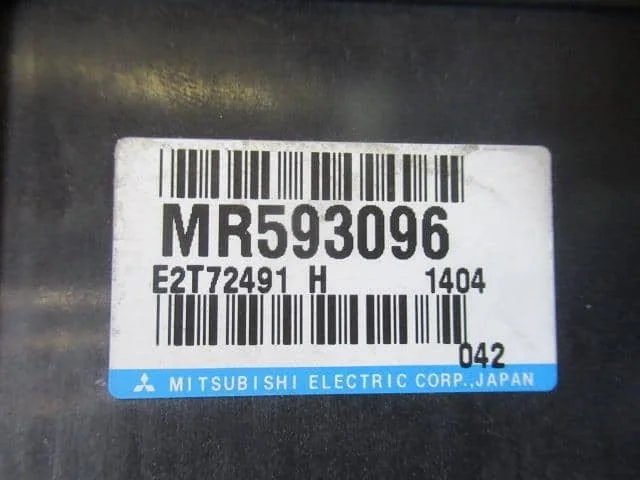 MR593096
E2T72491 H 1404
042
MITSUBISHI ELECTRIC CORP.,JAPAN